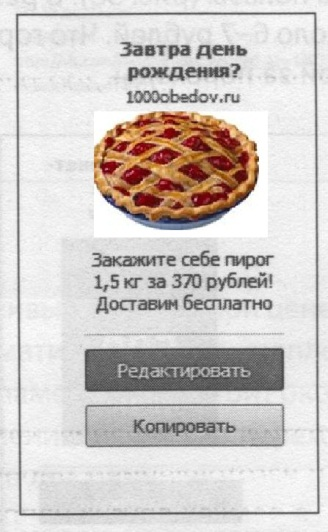 Завтра день
рождения?
1000obedov.ru
Закажите себе пирог
1,5 кг за 370 рублей!
Доставим бесплатно
Редактировать
Копировать